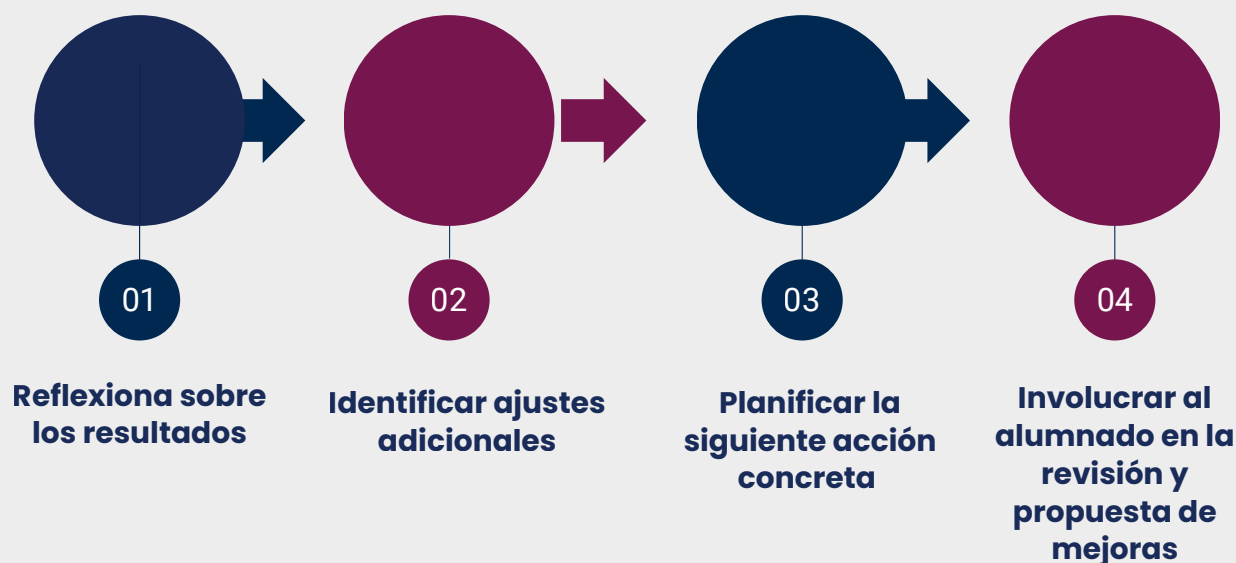 01
Reflexiona sobre
los resultados
02
Identificar ajustes
adicionales
03
Planificar la
siguiente acción
concreta
04
Involucrar al
alumnado en la
revisión y
propuesta de
mejoras